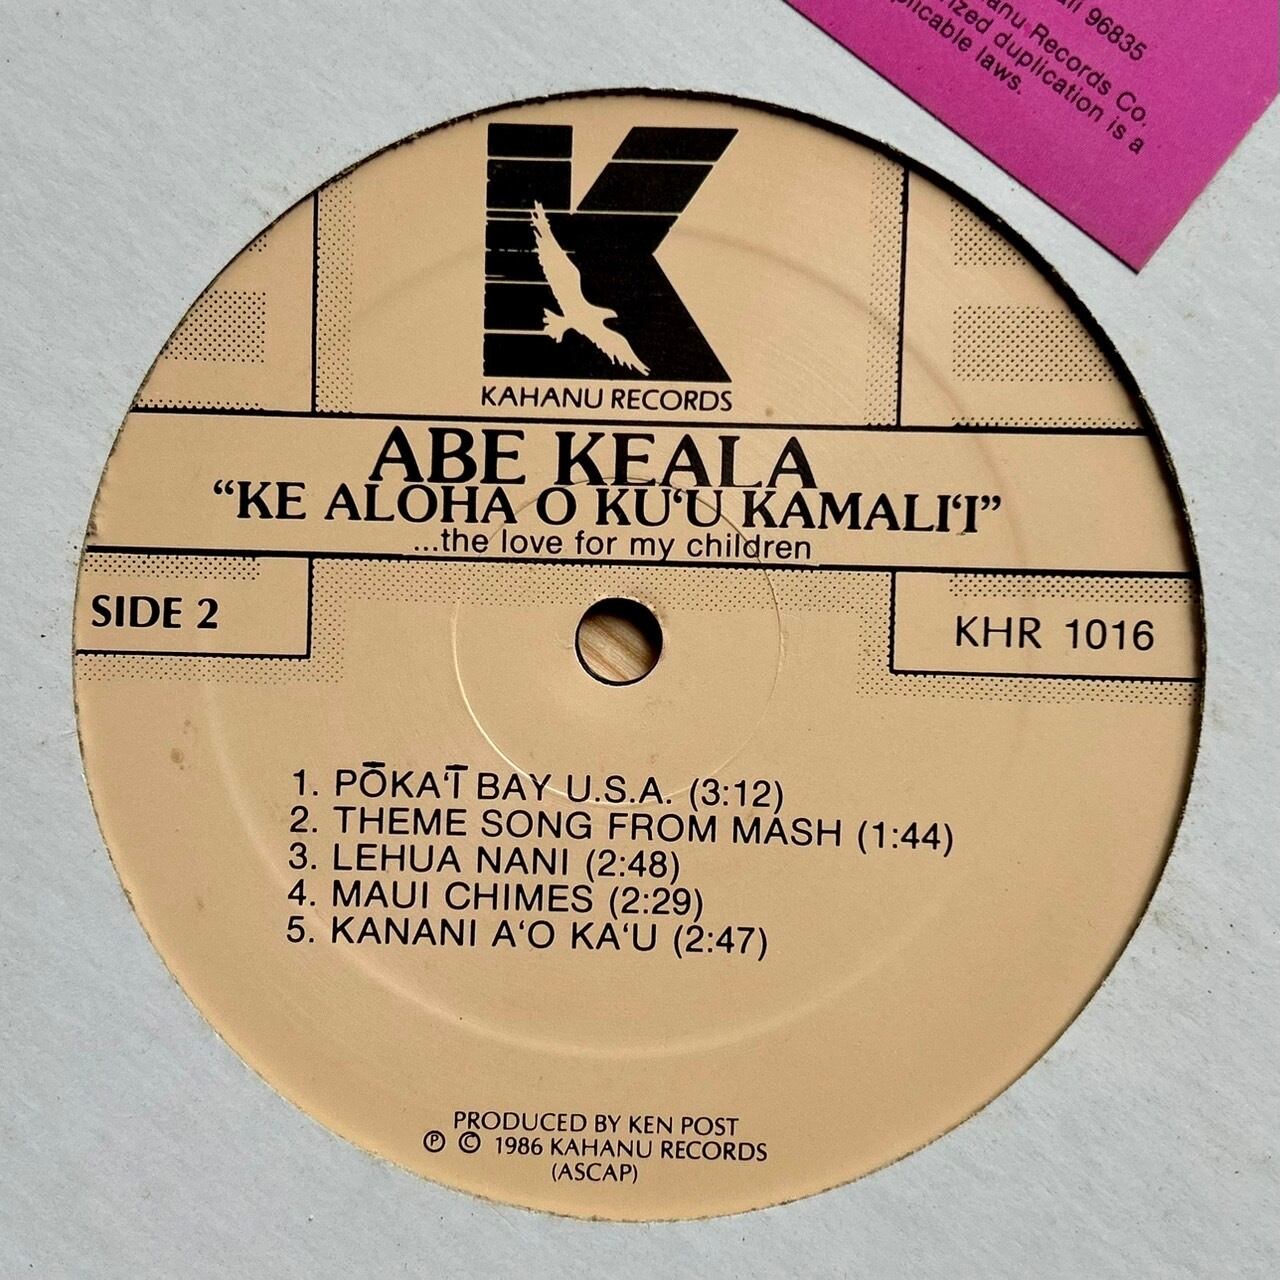 96835
Records Co.
duplication is a
laws.
K
KAHANU RECORDS
ABE KEALA
“KE ALOHA O KU‘U KAMALI‘I”
...the love for my children
SIDE 2
KHR 1016
1. PŌKA‘Ī BAY U.S.A. (3:12)
2. THEME SONG FROM MASH (1:44)
3. LEHUA NANI (2:48)
4. MAUI CHIMES (2:29)
5. KANANI A‘O KA‘U (2:47)
PRODUCED BY KEN POST
℗ © 1986 KAHANU RECORDS
(ASCAP)